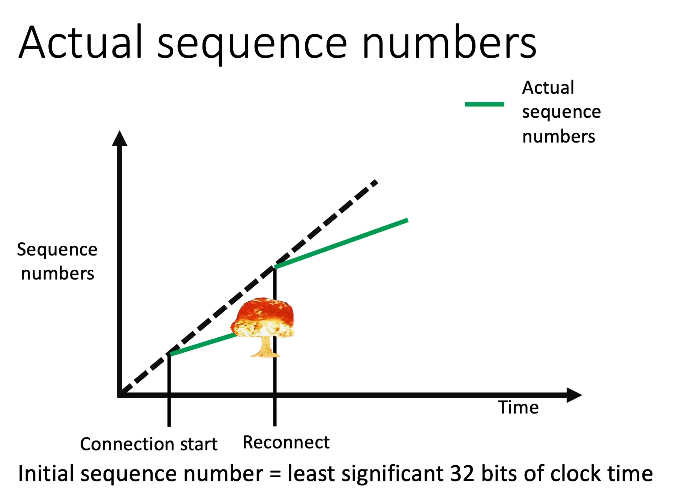 Actual sequence numbers
Actual
sequence
numbers
Sequence
numbers
Time
Connection start
Reconnect
Initial sequence number = least significant 32 bits of clock time